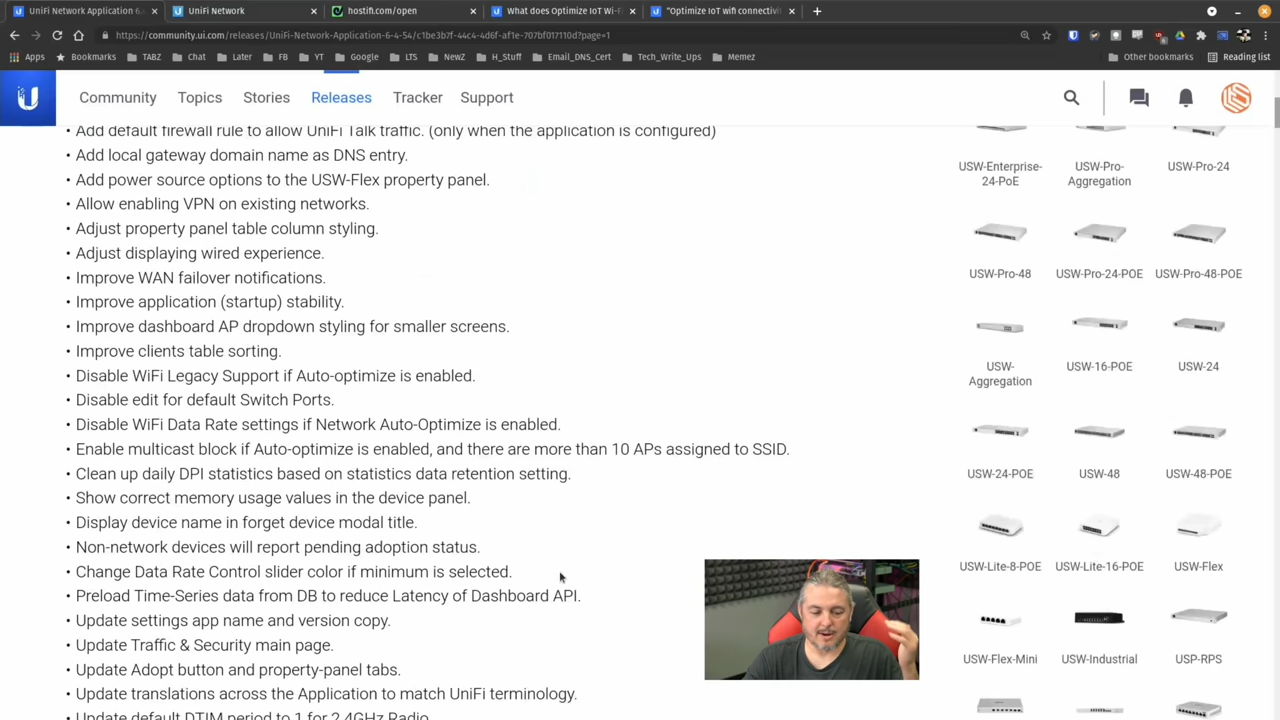 UniFi Network Application 6.4
UniFi Network
hostifi.com/open
What does Optimize IoT Wi-F
"Optimize IoT wifi connectivi
https://community.ui.com/releases/UniFi-Network-Application-6-4-54/c1be3b7f-44c4-4d6f-af1e-707bf017110d?page=1
Apps
Bookmarks
TABZ
Chat
Later
FB
YT
Google
LTS
NewZ
H_Stuff
Email_DNS_Cert
Tech_Write_Ups
Memez
Other bookmarks
Reading list
Community
Topics
Stories
Releases
Tracker
Support
• Add default firewall rule to allow UniFi Talk traffic. (only when the application is configured)
• Add local gateway domain name as DNS entry.
• Add power source options to the USW-Flex property panel.
• Allow enabling VPN on existing networks.
• Adjust property panel table column styling.
• Adjust displaying wired experience.
• Improve WAN failover notifications.
• Improve application (startup) stability.
• Improve dashboard AP dropdown styling for smaller screens.
• Improve clients table sorting.
• Disable WiFi Legacy Support if Auto-optimize is enabled.
• Disable edit for default Switch Ports.
• Disable WiFi Data Rate settings if Network Auto-Optimize is enabled.
• Enable multicast block if Auto-optimize is enabled, and there are more than 10 APs assigned to SSID.
• Clean up daily DPI statistics based on statistics data retention setting.
• Show correct memory usage values in the device panel.
• Display device name in forget device modal title.
• Non-network devices will report pending adoption status.
• Change Data Rate Control slider color if minimum is selected.
• Preload Time-Series data from DB to reduce Latency of Dashboard API.
• Update settings app name and version copy.
• Update Traffic & Security main page.
• Update Adopt button and property-panel tabs.
• Update translations across the Application to match UniFi terminology.
• Update default DTIM period for 2.4GHz Radio
USW-Enterprise-
24-PoE
USW-Pro-
Aggregation
USW-Pro-24
USW-Pro-48
USW-Pro-24-POE
USW-Pro-48-POE
USW-
Aggregation
USW-16-POE
USW-24
USW-24-POE
USW-48
USW-48-POE
USW-Lite-8-POE
USW-Lite-16-POE
USW-Flex
USW-Flex-Mini
USW-Industrial
USP-RPS